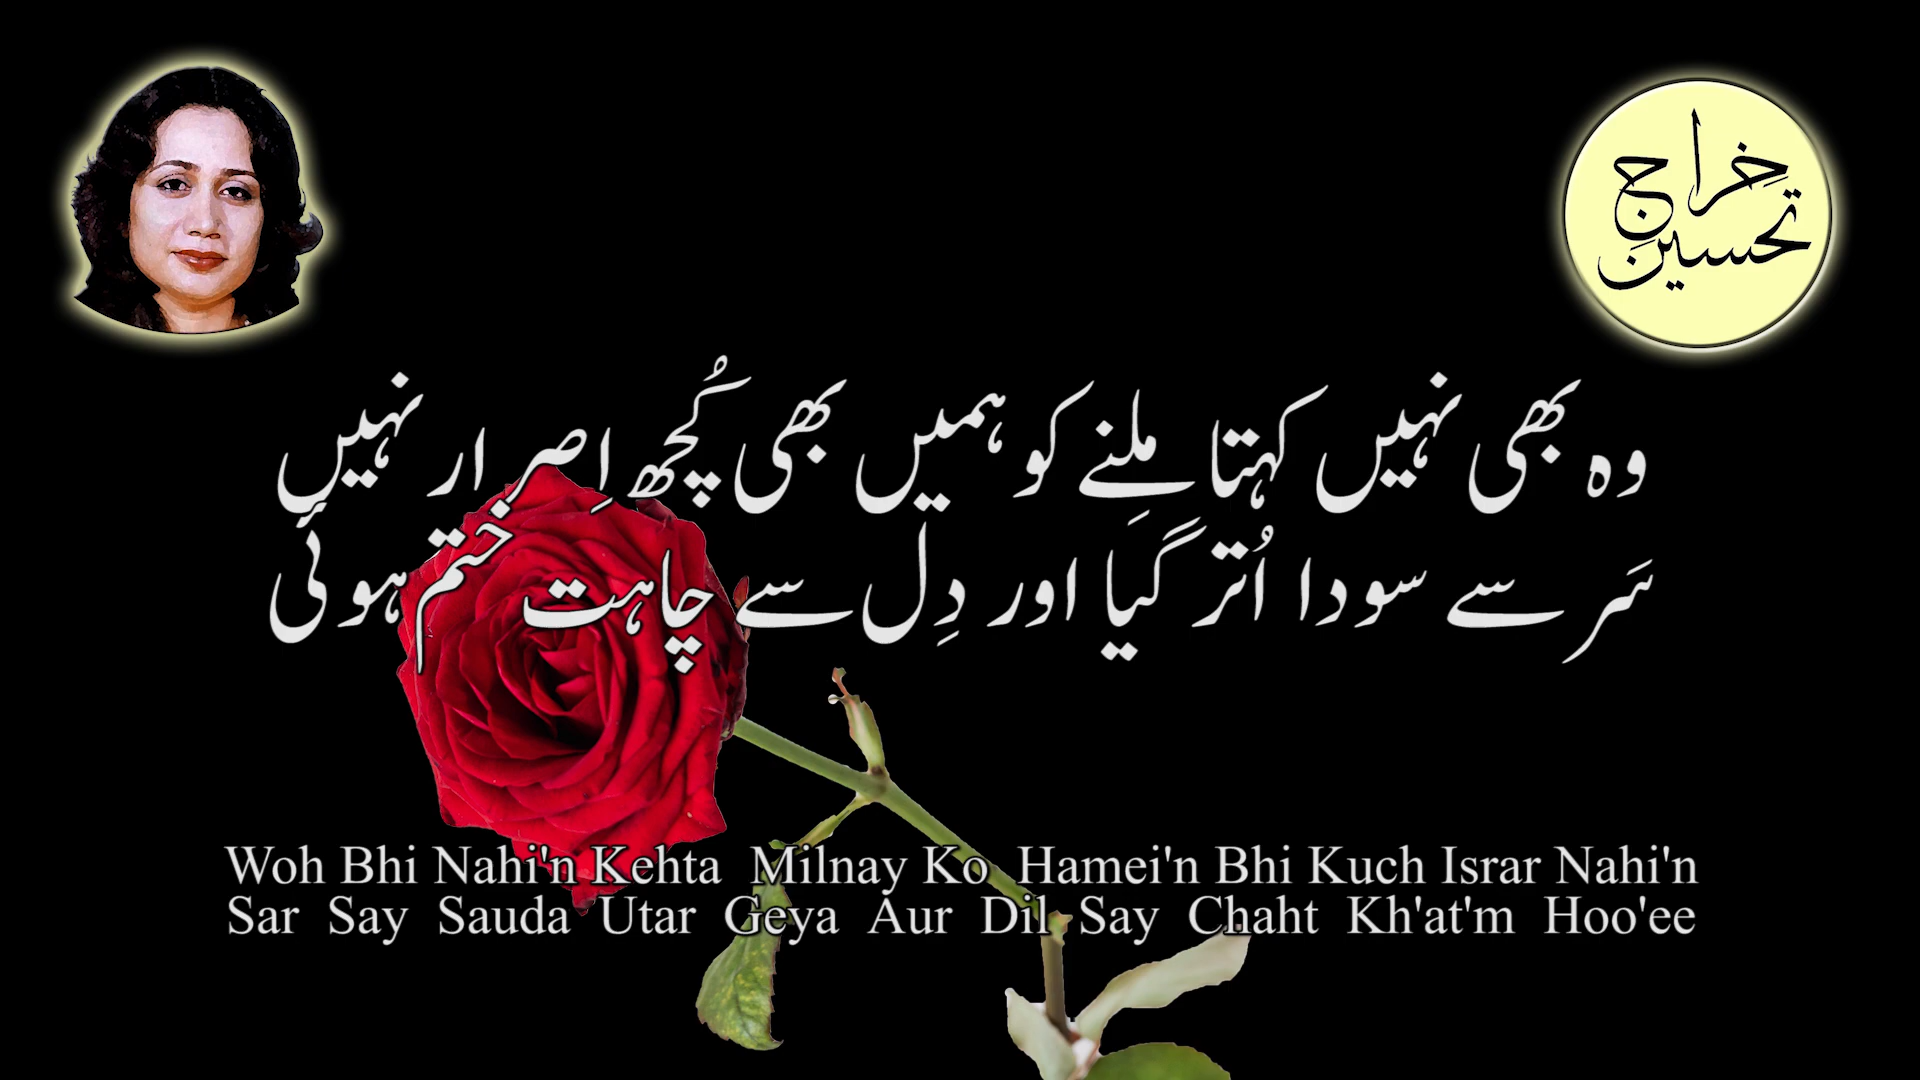 خراج
تحسین
وہ بھی نہیں کہتا مِلنے کو ہمیں بھی کُچھ اِصرار نہیں
سَر سے سودا اُتر گیا اور دِل سے چاہت ختم ہوئی
Woh Bhi Nahi'n Kehta Milnay Ko Hamei'n Bhi Kuch Israr Nahi'n
Sar Say Sauda Utar Geya Aur Dil Say Chaht Kh'at'm Hoo'ee